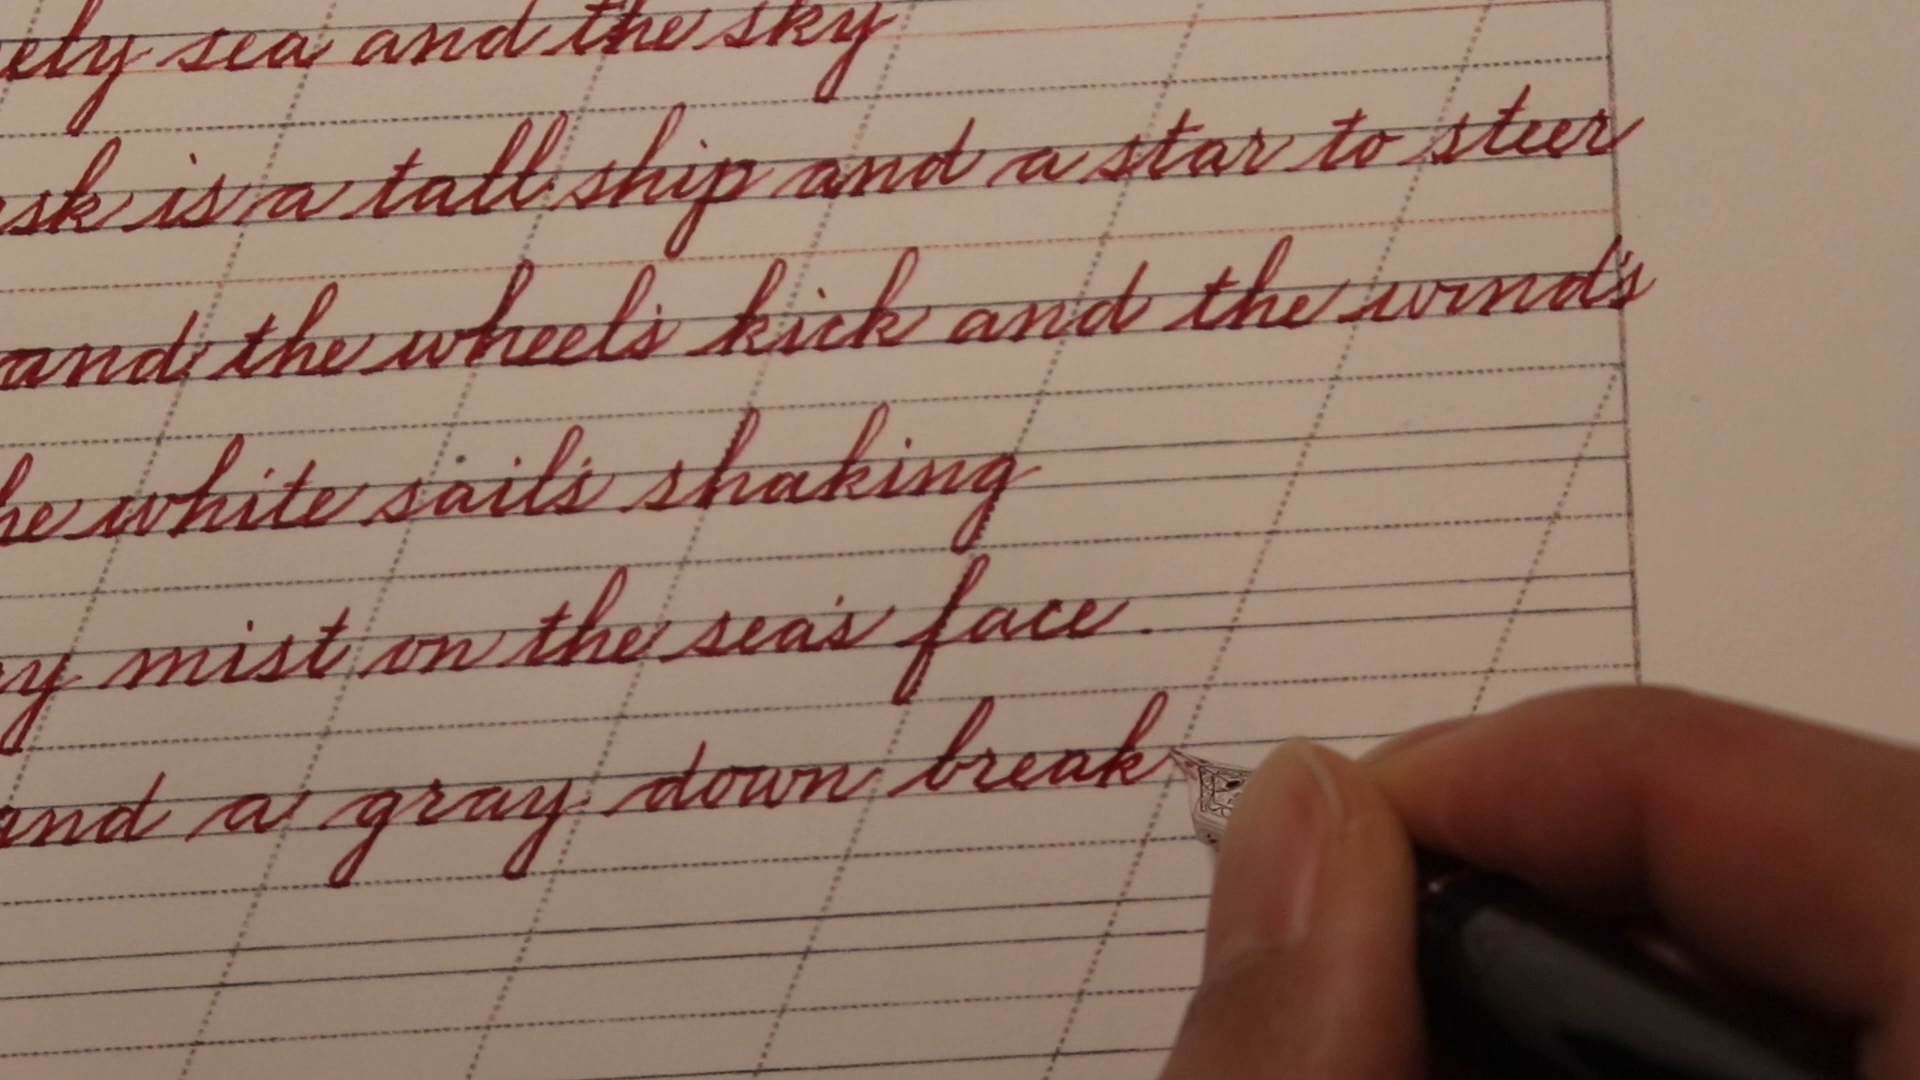 ely sea and the sky
sk is a tall ship and a star to steer
and the wheel's kick and the wind's
he white sail's shaking
y mist on the sea's face.
and a gray down break